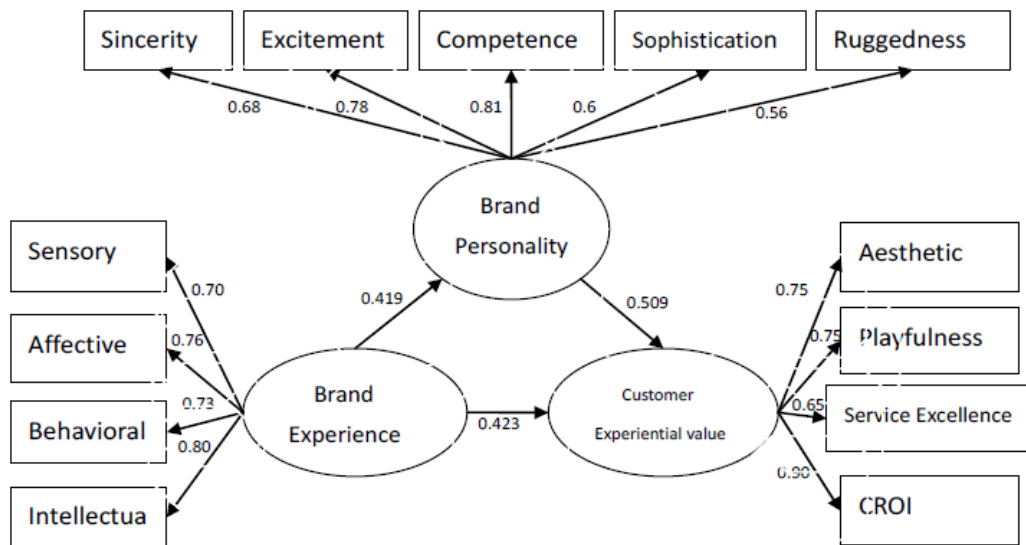 Sincerity
Excitement
Competence
Sophistication
Ruggedness
0.68
0.78
0.81
0.6
0.56
Brand
Personality
Sensory
Affective
Behavioral
Intellectua
0.70
0.76
0.73
0.80
0.419
0.509
Brand
Experience
0.423
Customer
Experiential value
0.75
0.75
0.65
0.90
Aesthetic
Playfulness
Service Excellence
CROI